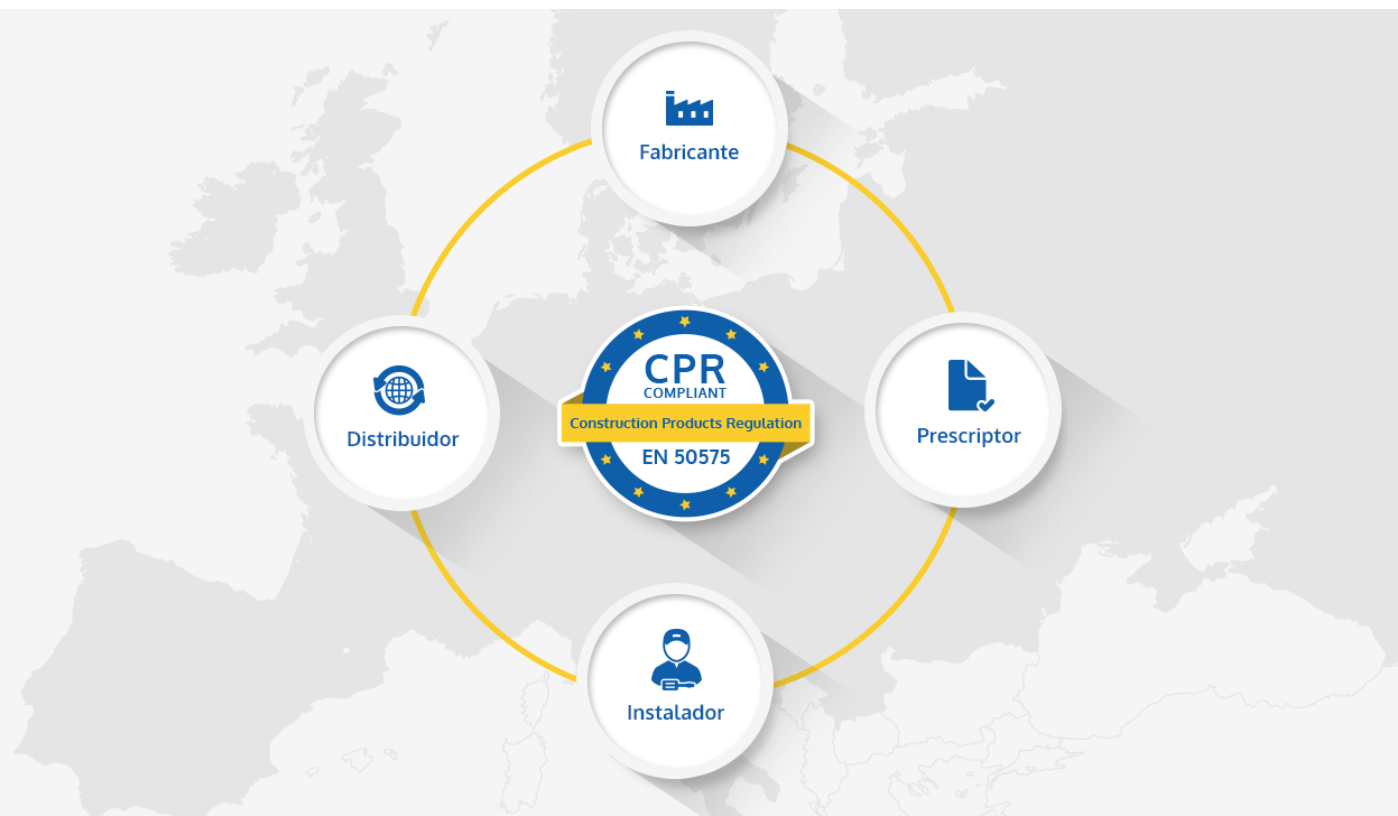 Fabricante
CPR
COMPLIANT
Construction Products Regulation
EN 50575
Distribuidor
Prescriptor
Instalador